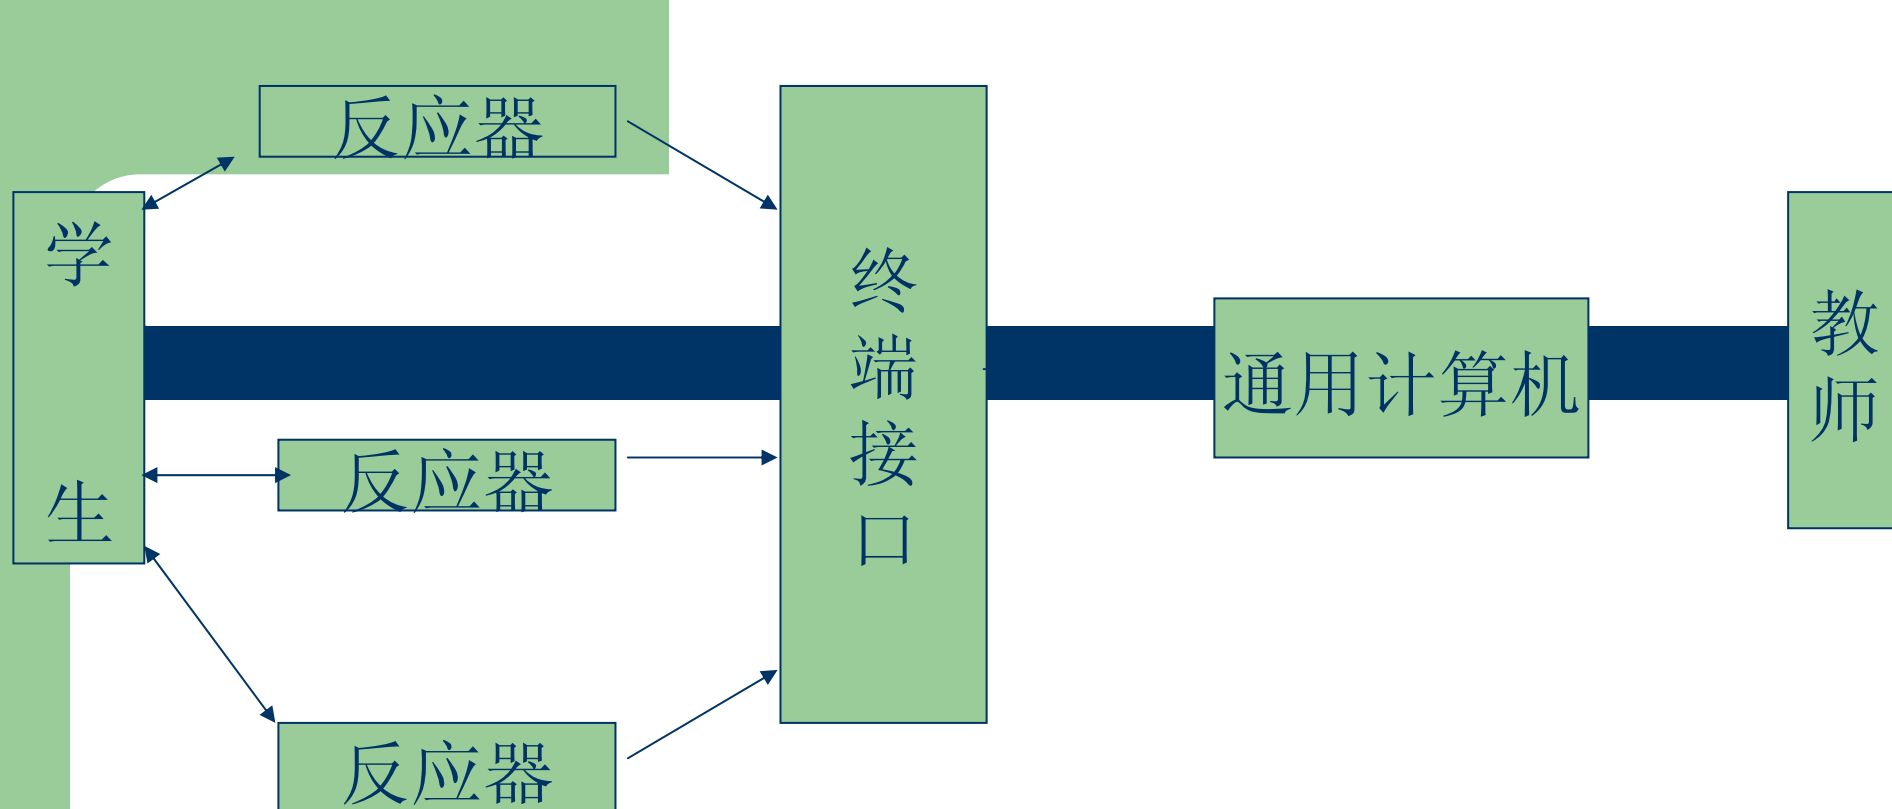 反应器
学
生
终
端
接
口
通用计算机
教
师
反应器
反应器